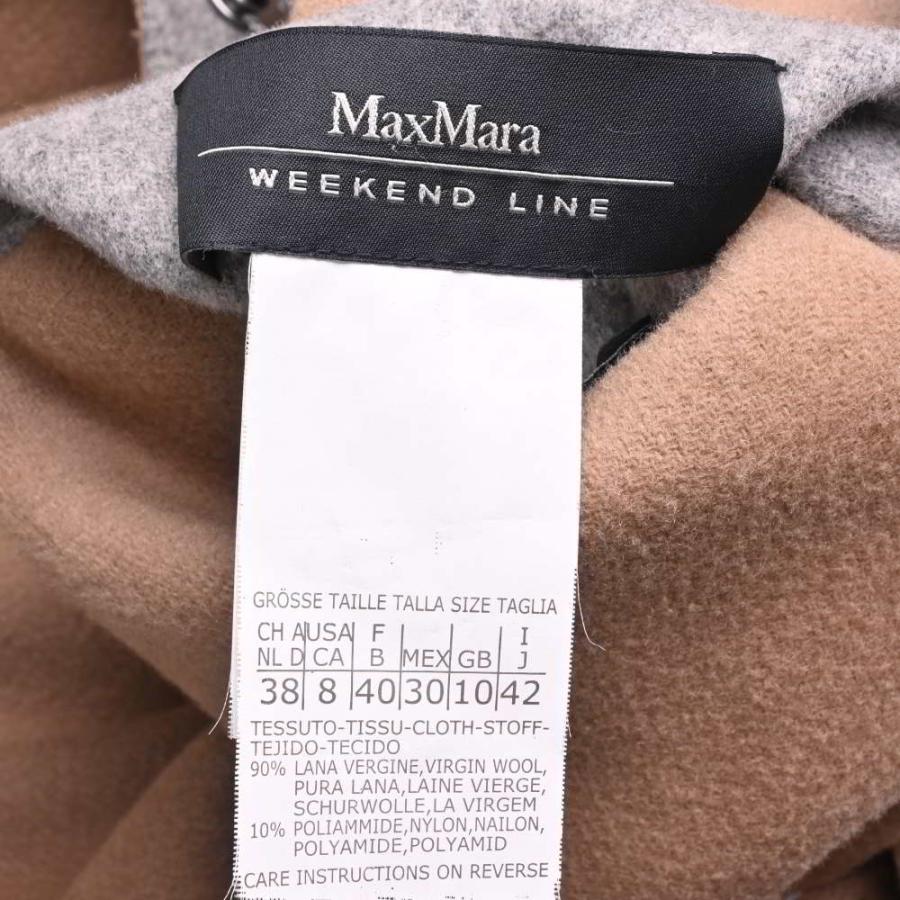 MaxMara
WEEKEND LINE
GRÖSSE TAILLE TALLA SIZE TAGLIA
CH A USA F I
NL D CA B MEX GB J
38 8 40 30 10 42
TESSUTO-TISSU-CLOTH-STOFF-
TEJIDO-TECIDO
90% LANA VERGINE,VIRGIN WOOL,
PURA LANA,LAINE VIERGE,
SCHURWOLLE,LA VIRGEM
10% POLIAMMIDE,NYLON,NAILON,
POLYAMIDE,POLYAMID
CARE INSTRUCTIONS ON REVERSE